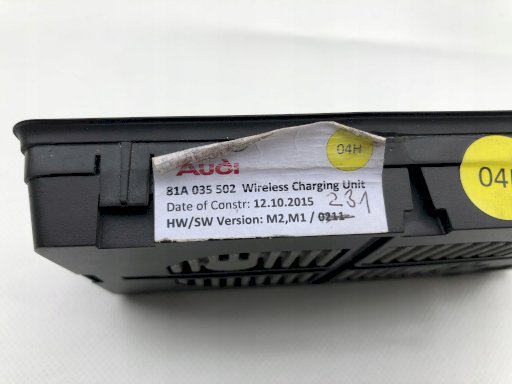 Audi
04H
81A 035 502 Wireless Charging Unit
Date of Constr: 12.10.2015
HW/SW Version: M2,M1 / 0211
231
04